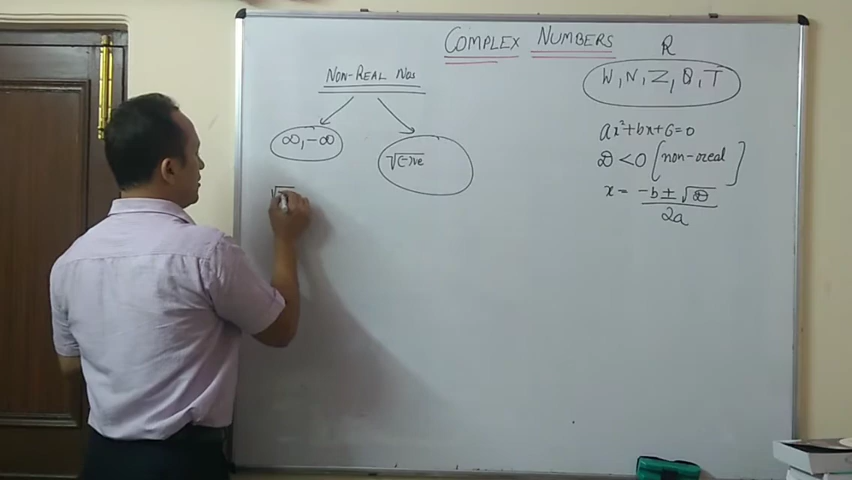 COMPLEX NUMBERS
NON-REAL Nos
∞, -∞
√(-)ve
√
R
W, N, Z, Q, T
ax²+bx+c=0
D<0 [non-real]
x = -b ± √D
2a